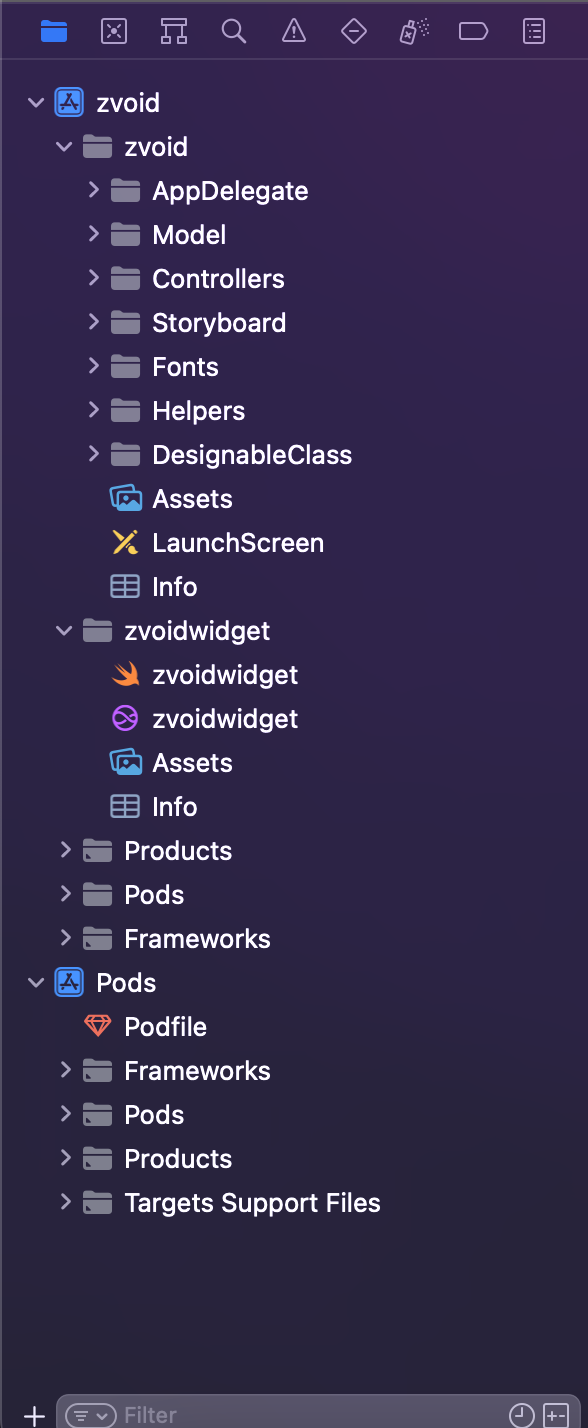 zvoid
zvoid
AppDelegate
Model
Controllers
Storyboard
Fonts
Helpers
DesignableClass
Assets
LaunchScreen
Info
zvoidwidget
zvoidwidget
zvoidwidget
Assets
Info
Products
Pods
Frameworks
Pods
Podfile
Frameworks
Pods
Products
Targets Support Files
Filter